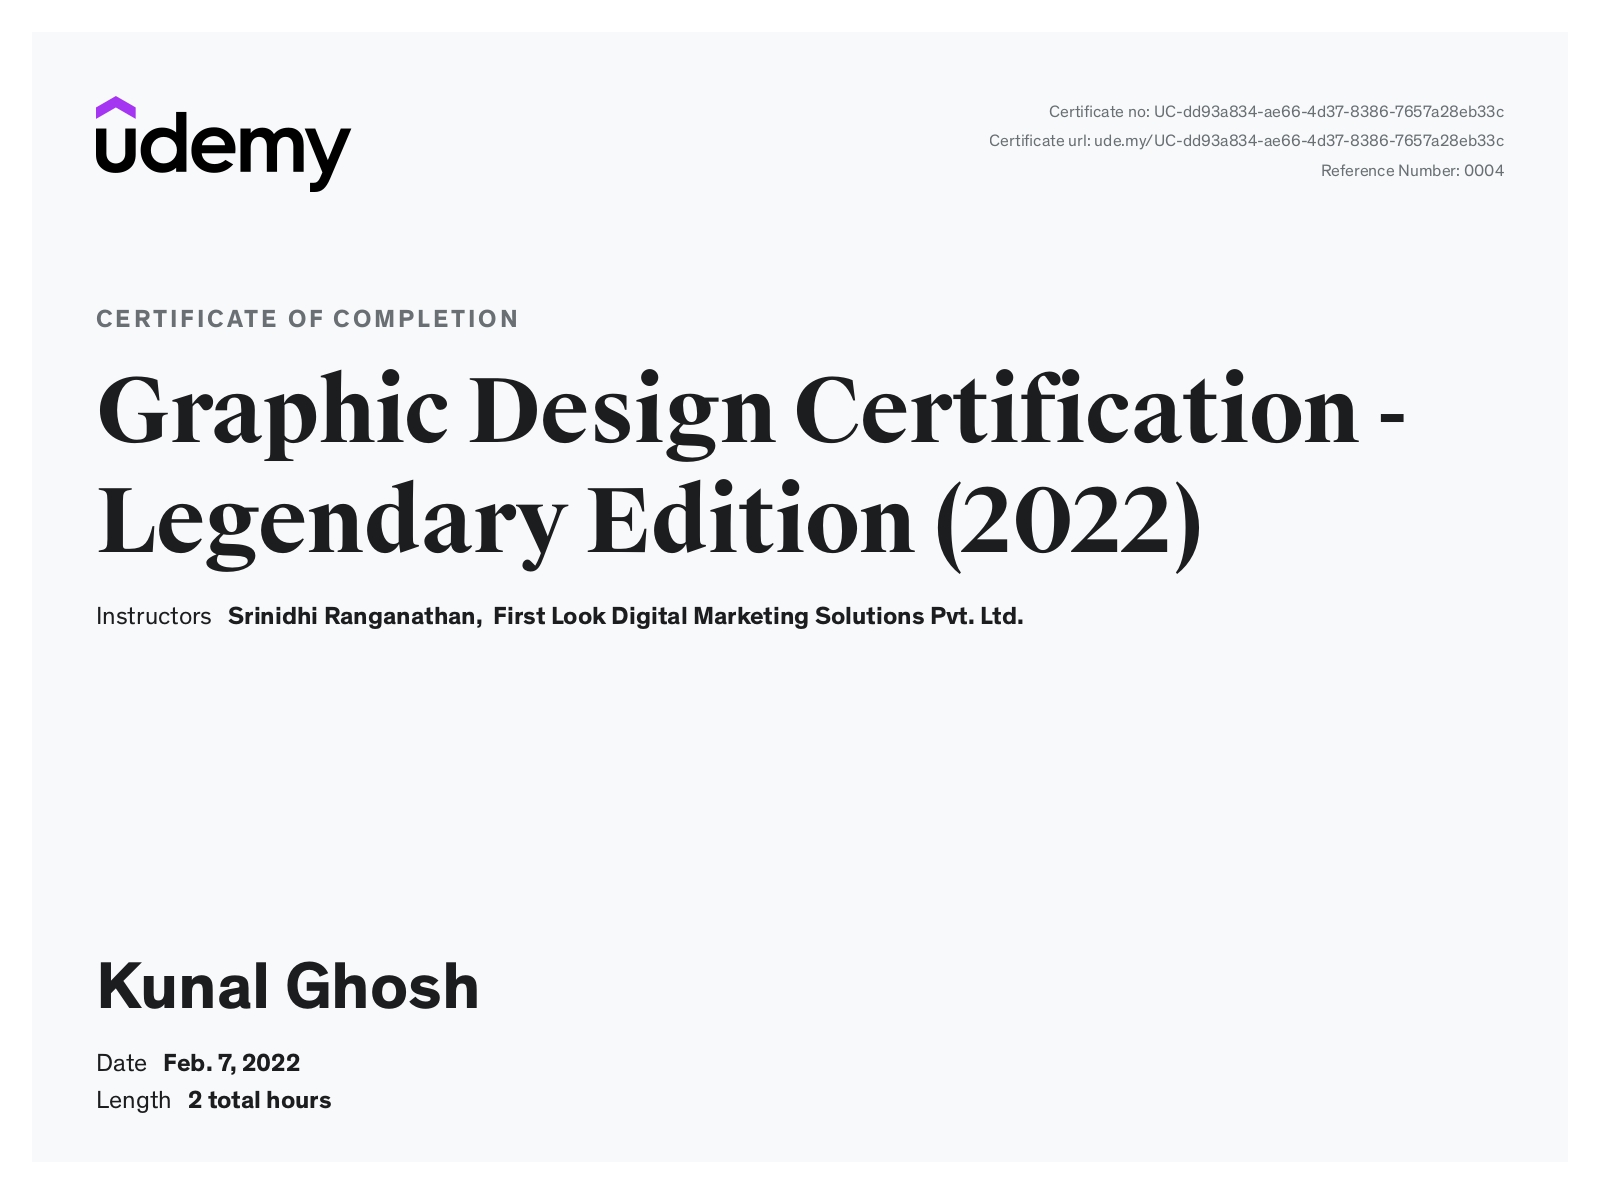 udemy
Certificate no: UC-dd93a834-ae66-4d37-8386-7657a28eb33c
Certificate url: ude.my/UC-dd93a834-ae66-4d37-8386-7657a28eb33c
Reference Number: 0004
CERTIFICATE OF COMPLETION
Graphic Design Certification -
Legendary Edition (2022)
Instructors Srinidhi Ranganathan, First Look Digital Marketing Solutions Pvt. Ltd.
Kunal Ghosh
Date Feb. 7, 2022
Length 2 total hours